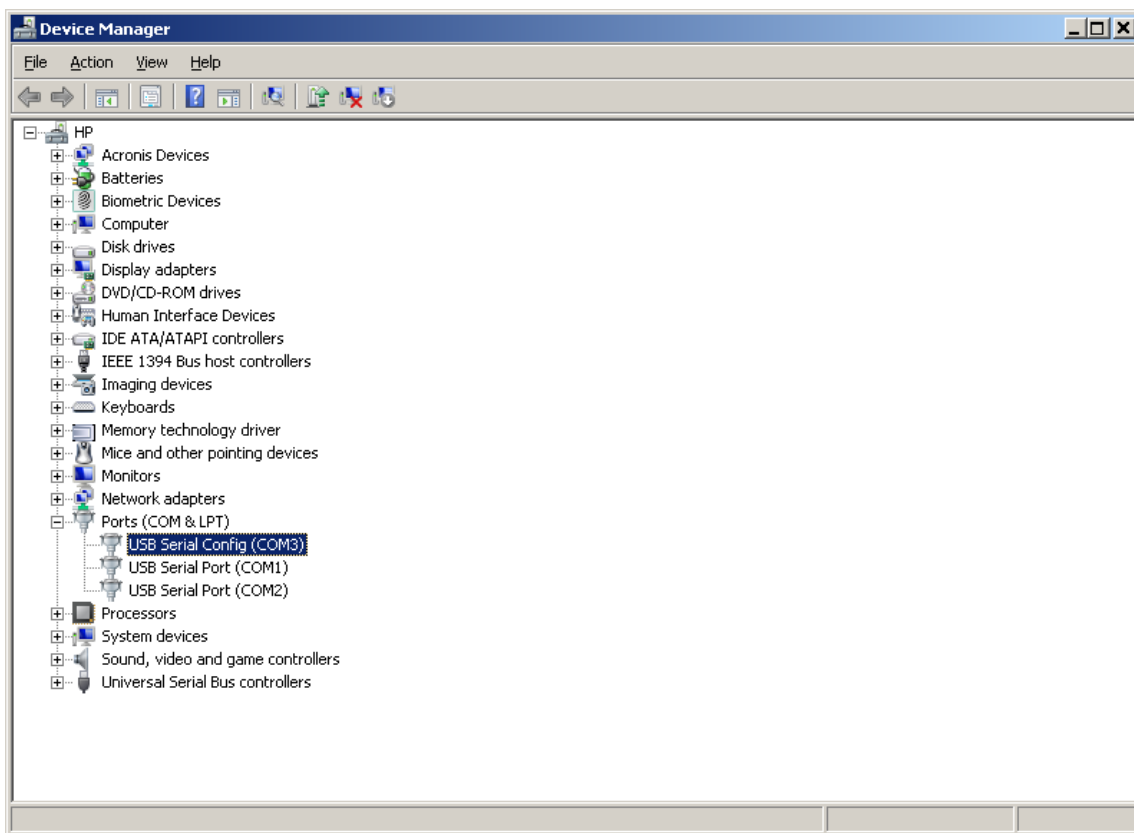 Device Manager
File Action View Help
HP
Acronis Devices
Batteries
Biometric Devices
Computer
Disk drives
Display adapters
DVD/CD-ROM drives
Human Interface Devices
IDE ATA/ATAPI controllers
IEEE 1394 Bus host controllers
Imaging devices
Keyboards
Memory technology driver
Mice and other pointing devices
Monitors
Network adapters
Ports (COM & LPT)
USB Serial Config (COM3)
USB Serial Port (COM1)
USB Serial Port (COM2)
Processors
System devices
Sound, video and game controllers
Universal Serial Bus controllers